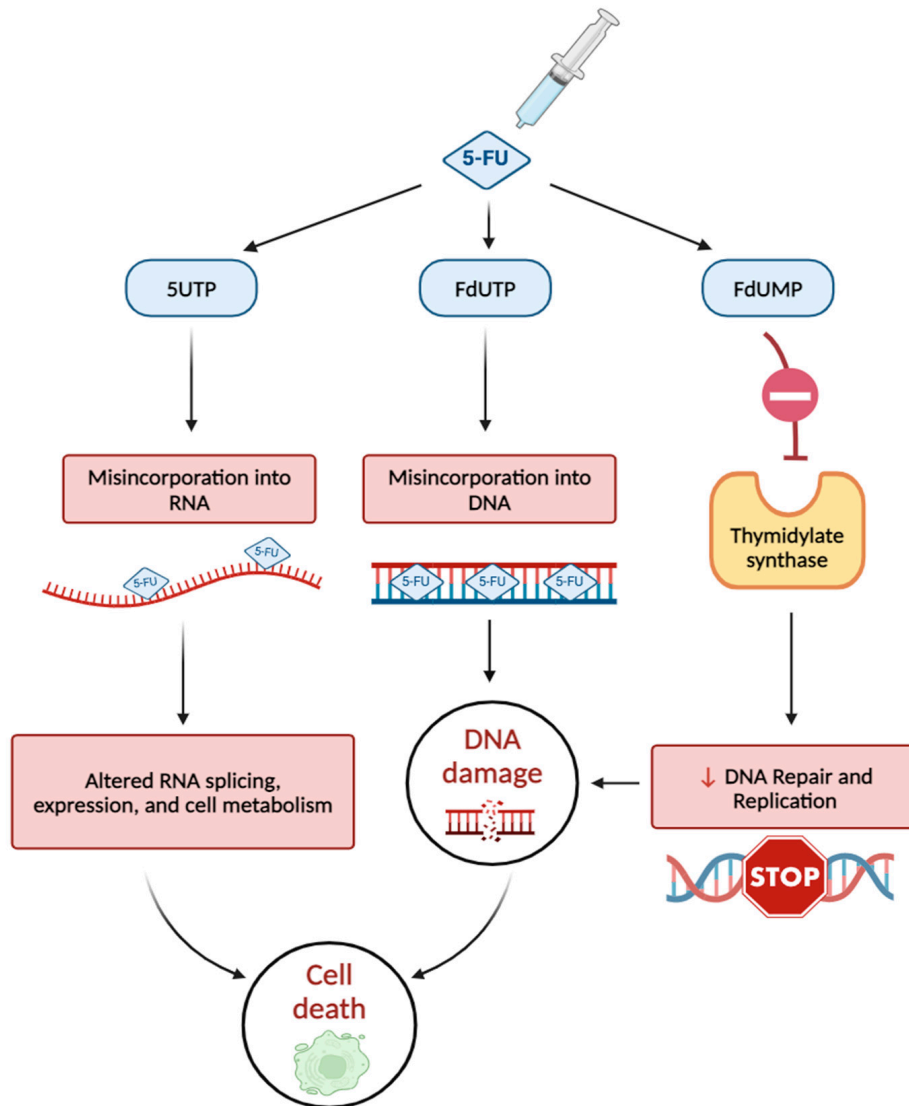 5-FU
5UTP
FdUTP
FdUMP
Misincorporation into
RNA
Misincorporation into
DNA
Thymidylate
synthase
5-FU
5-FU
5-FU
5-FU
5-FU
Altered RNA splicing,
expression, and cell metabolism
DNA
damage
↓ DNA Repair and
Replication
STOP
Cell
death